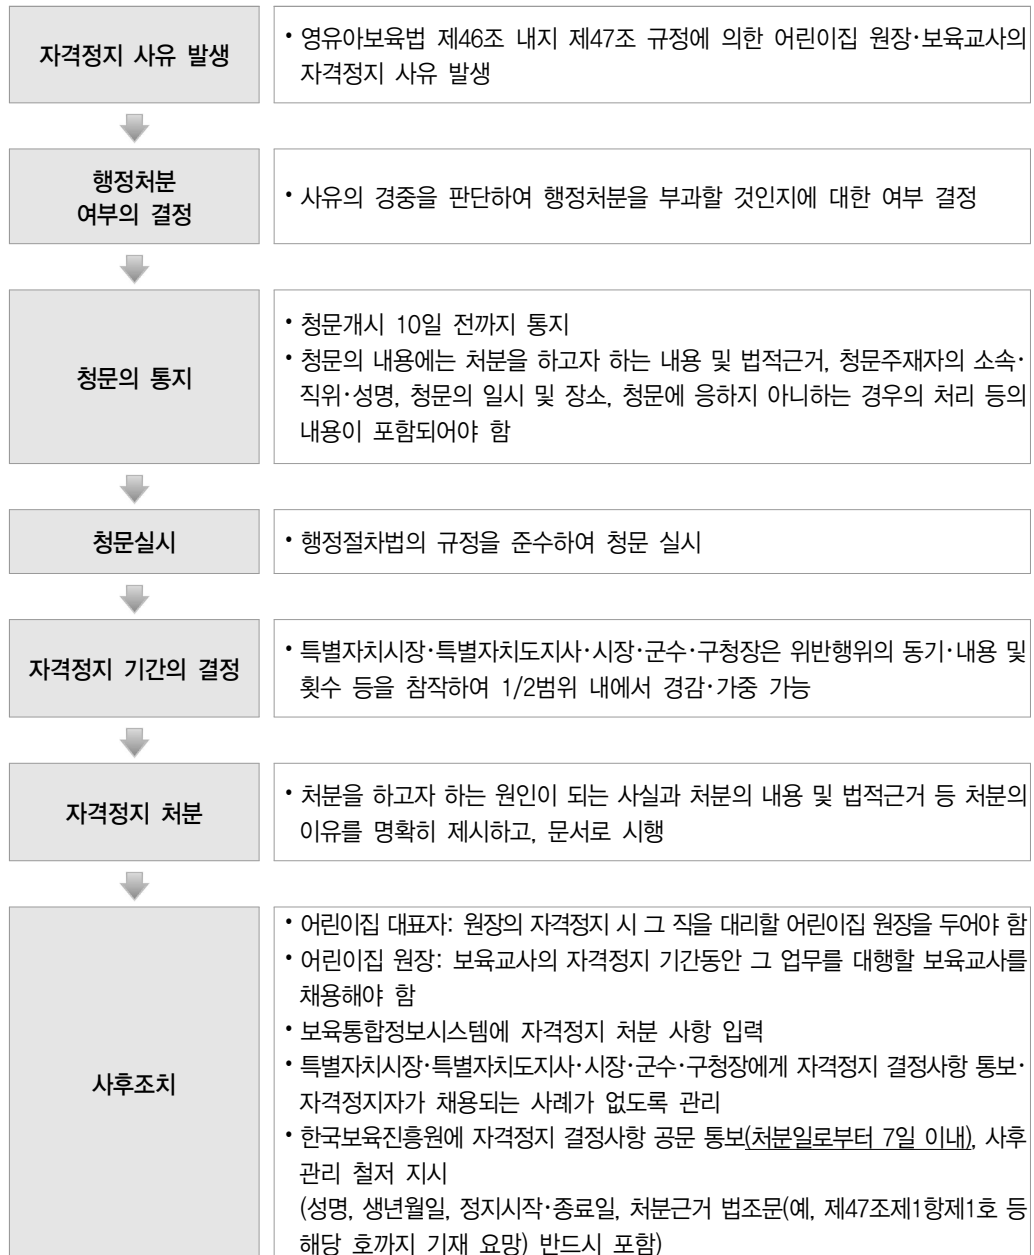 자격정지 사유 발생
• 영유아보육법 제46조 내지 제47조 규정에 의한 어린이집 원장·보육교사의
자격정지 사유 발생
행정처분
여부의 결정
• 사유의 경중을 판단하여 행정처분을 부과할 것인지에 대한 여부 결정
청문의 통지
• 청문개시 10일 전까지 통지
• 청문의 내용에는 처분을 하고자 하는 내용 및 법적근거, 청문주재자의 소속·
직위·성명, 청문의 일시 및 장소, 청문에 응하지 아니하는 경우의 처리 등의
내용이 포함되어야 함
청문실시
• 행정절차법의 규정을 준수하여 청문 실시
자격정지 기간의 결정
• 특별자치시장·특별자치도지사·시장·군수·구청장은 위반행위의 동기·내용 및
횟수 등을 참작하여 1/2범위 내에서 경감·가중 가능
자격정지 처분
• 처분을 하고자 하는 원인이 되는 사실과 처분의 내용 및 법적근거 등 처분의
이유를 명확히 제시하고, 문서로 시행
사후조치
• 어린이집 대표자: 원장의 자격정지 시 그 직을 대리할 어린이집 원장을 두어야 함
• 어린이집 원장: 보육교사의 자격정지 기간동안 그 업무를 대행할 보육교사를
채용해야 함
• 보육통합정보시스템에 자격정지 처분 사항 입력
• 특별자치시장·특별자치도지사·시장·군수·구청장에게 자격정지 결정사항 통보·
자격정지자가 채용되는 사례가 없도록 관리
• 한국보육진흥원에 자격정지 결정사항 공문 통보(처분일로부터 7일 이내), 사후
관리 철저 지시
(성명, 생년월일, 정지시작·종료일, 처분근거 법조문(예, 제47조제1항제1호 등
해당 호까지 기재 요망) 반드시 포함)